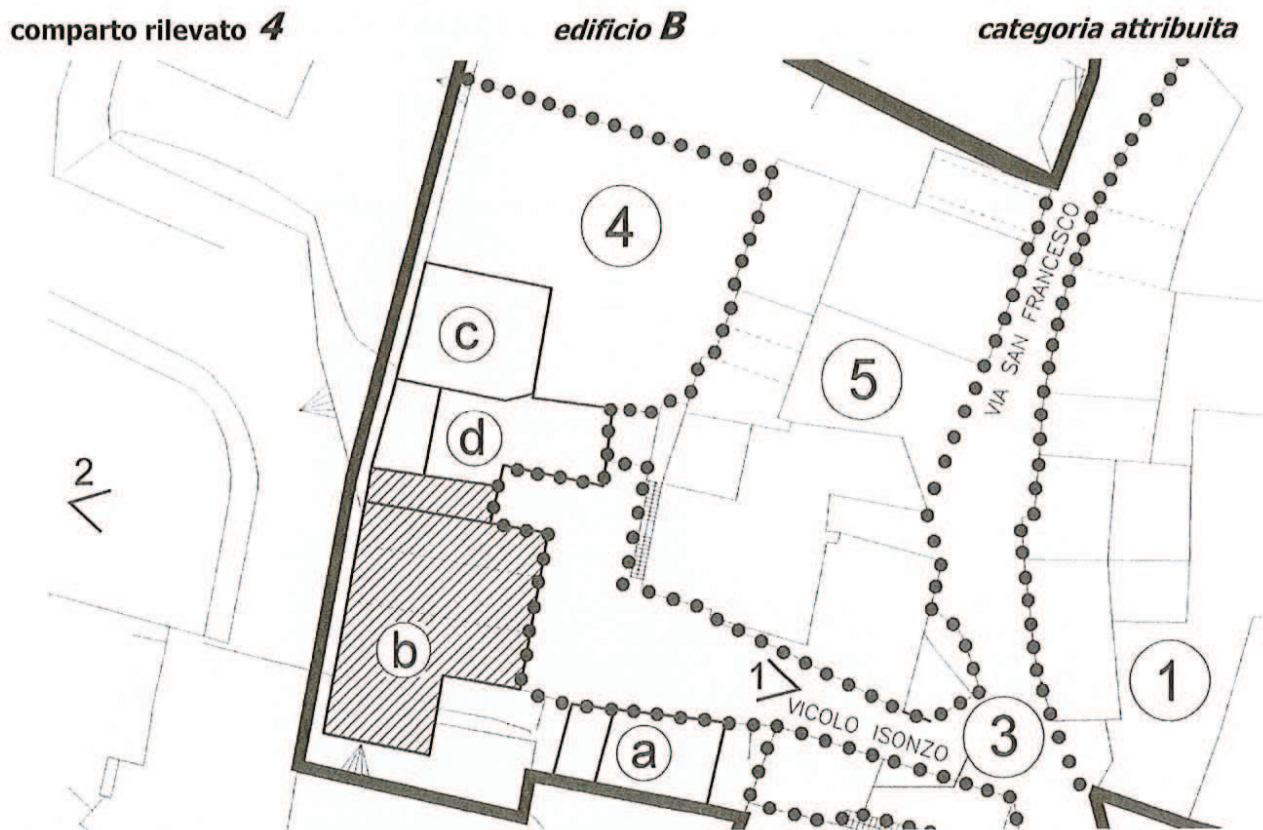 comparto rilevato 4
edificio B
categoria attribuita
4
VIA SAN FRANCESCO
c
5
d
2
b
1
1
VICOLO ISONZO
3
a